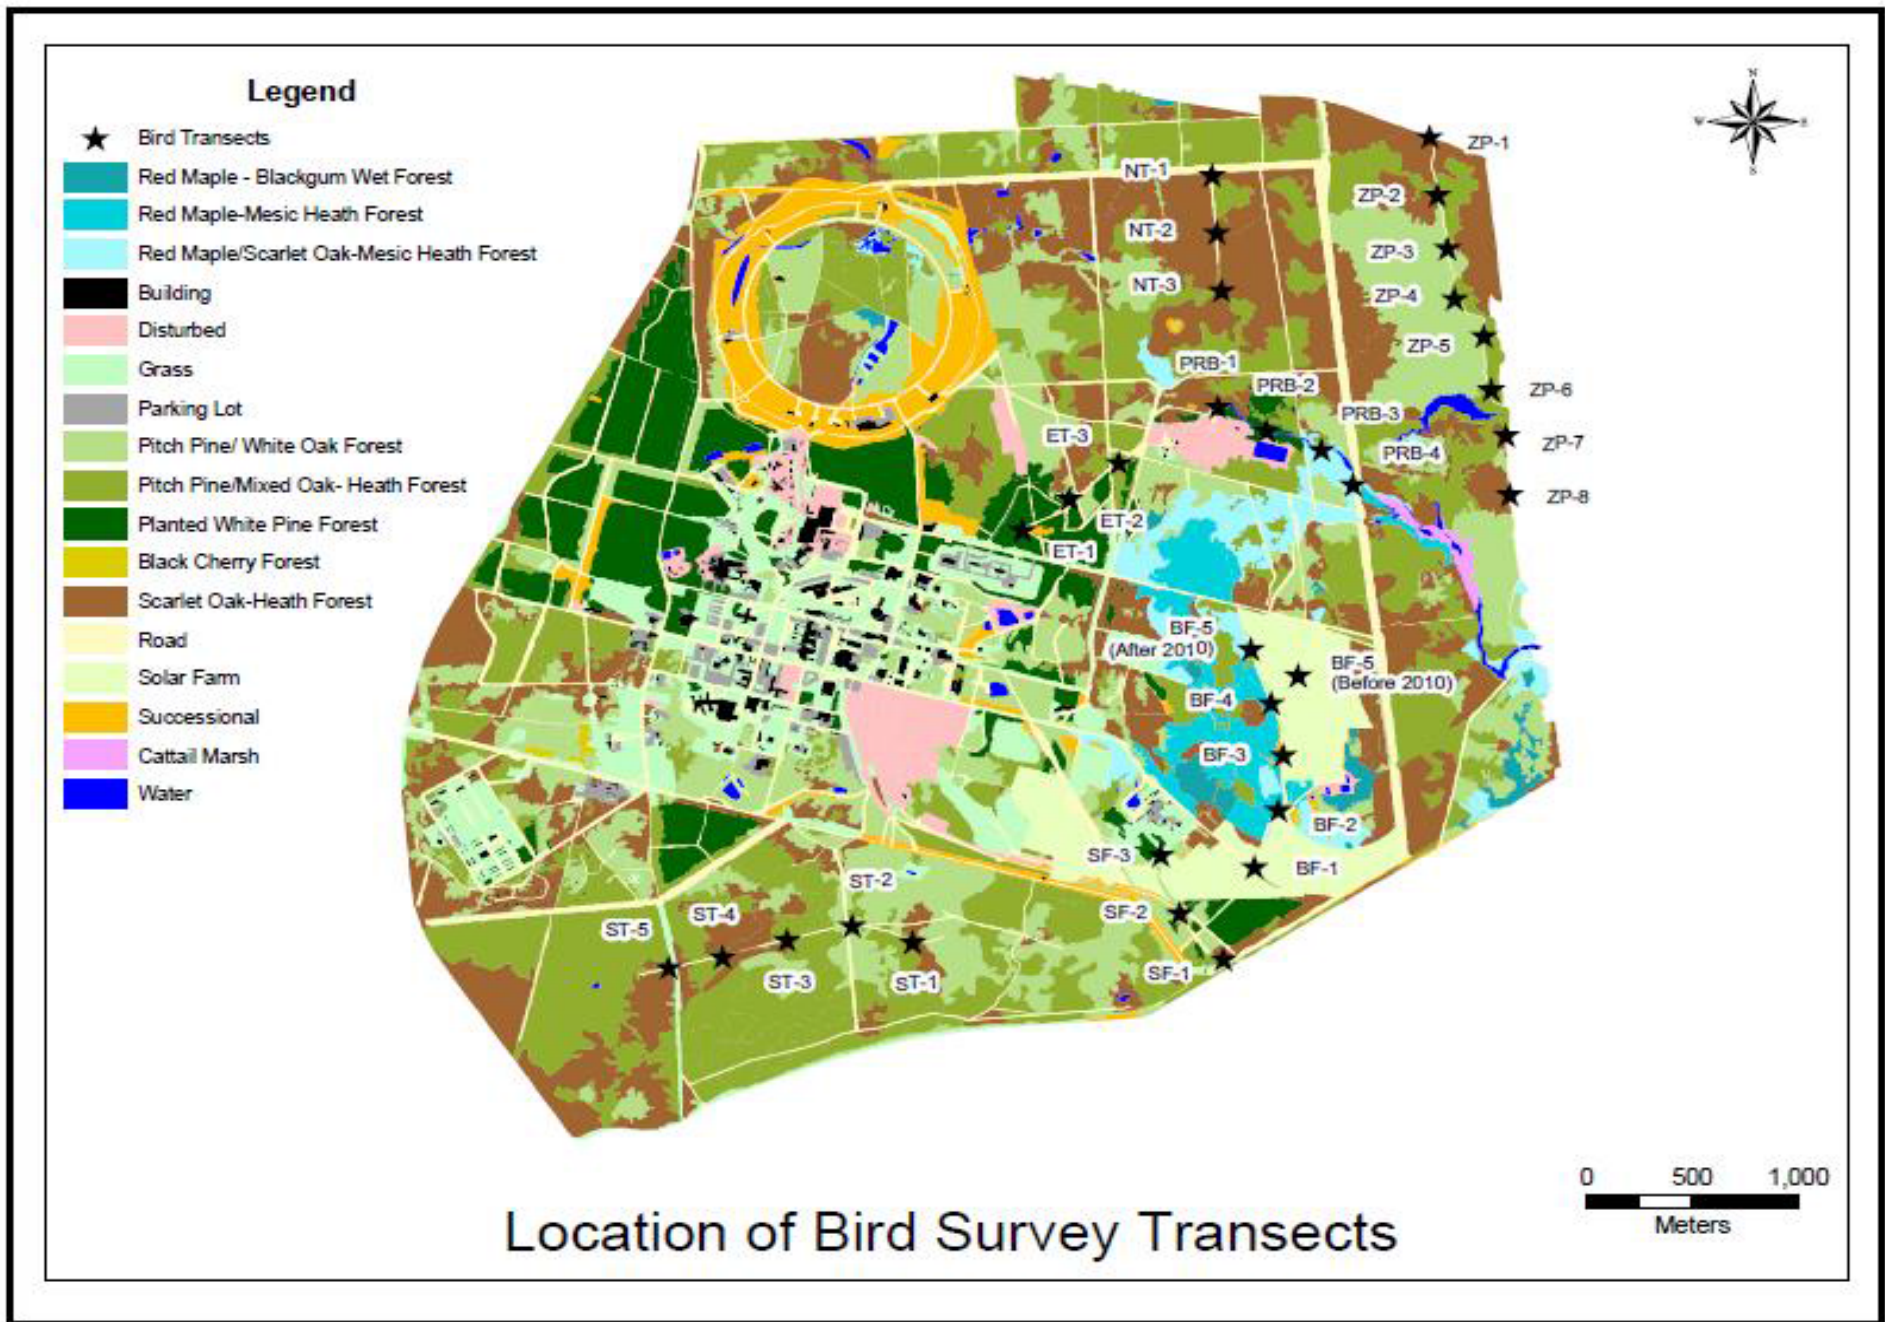 Legend
Bird Transects
Red Maple - Blackgum Wet Forest
Red Maple-Mesic Heath Forest
Red Maple/Scarlet Oak-Mesic Heath Forest
Building
Disturbed
Grass
Parking Lot
Pitch Pine/ White Oak Forest
Pitch Pine/Mixed Oak- Heath Forest
Planted White Pine Forest
Black Cherry Forest
Scarlet Oak-Heath Forest
Road
Solar Farm
Successional
Cattail Marsh
Water
N
W E
S
ZP-1
NT-1
ZP-2
NT-2
ZP-3
NT-3
ZP-4
ZP-5
PRB-1
PRB-2
ZP-6
PRB-3
ET-3
ZP-7
PRB-4
ZP-8
ET-2
ET-1
BF-5
(After 2010)
BF-5
(Before 2010)
BF-4
BF-3
BF-2
SF-3
BF-1
ST-2
SF-2
ST-4
ST-5
SF-1
ST-3
ST-1
0 500 1,000
Meters
Location of Bird Survey Transects